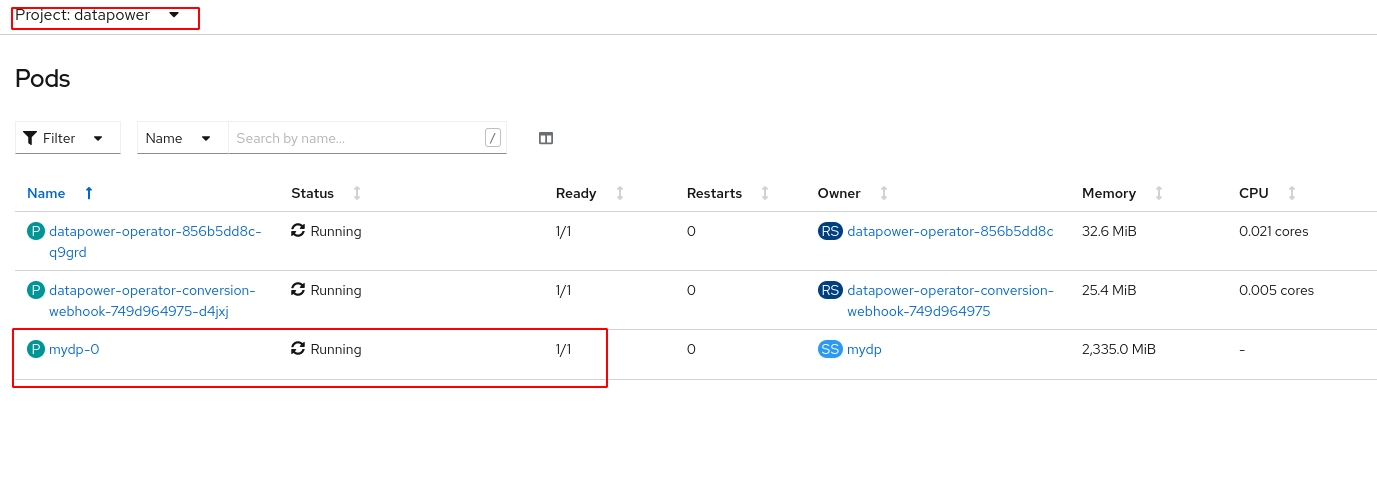 Project: datapower
Pods
Filter Name Search by name... /
Name Status Ready Restarts Owner Memory CPU
P datapower-operator-856b5dd8c- Running 1/1 0 RS datapower-operator-856b5dd8c 32.6 MiB 0.021 cores
q9grd
P datapower-operator-conversion- Running 1/1 0 RS datapower-operator-conversion- 25.4 MiB 0.005 cores
webhook-749d964975-d4jxj webhook-749d964975
P mydp-0 Running 1/1 0 SS mydp 2,335.0 MiB -